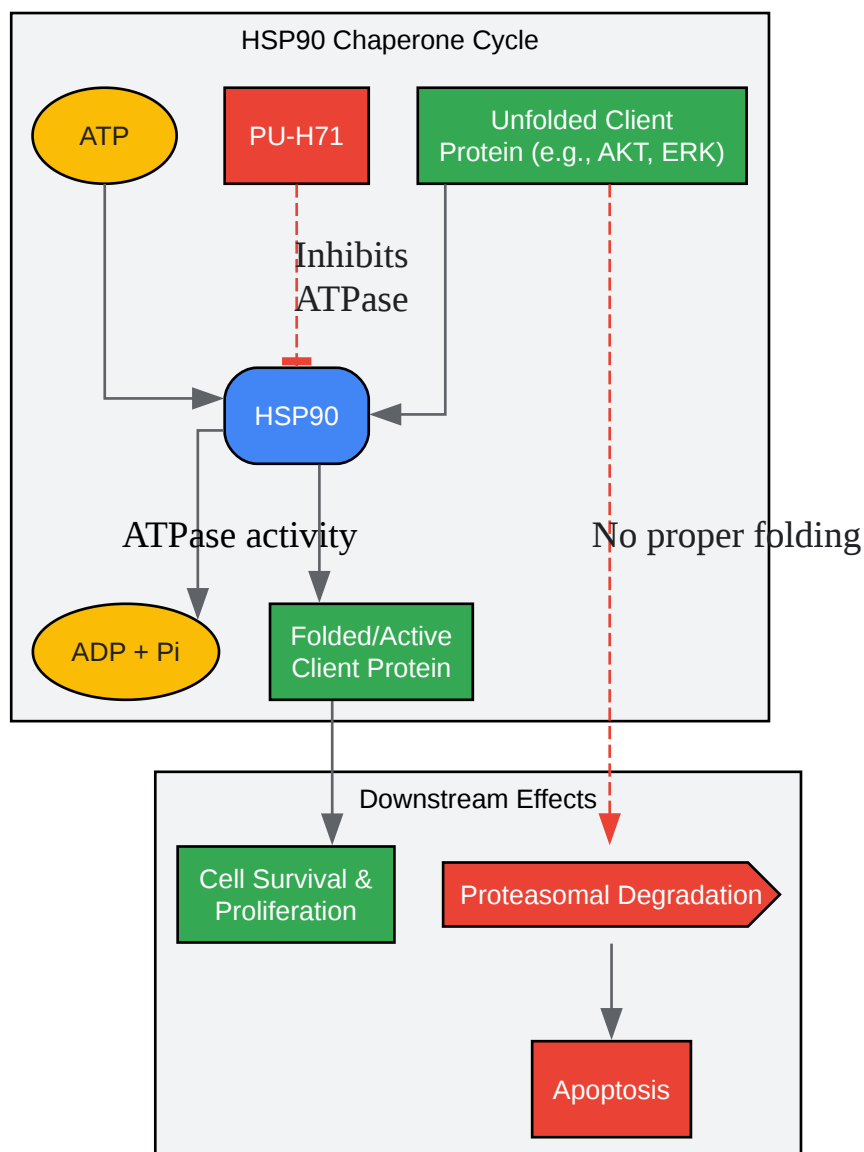 HSP90 Chaperone Cycle
ATP
PU-H71
Unfolded Client
Protein (e.g., AKT, ERK)
Inhibits
ATPase
HSP90
ATPase activity
No proper folding
ADP + Pi
Folded/Active
Client Protein
Downstream Effects
Cell Survival &
Proliferation
Proteasomal Degradation
Apoptosis